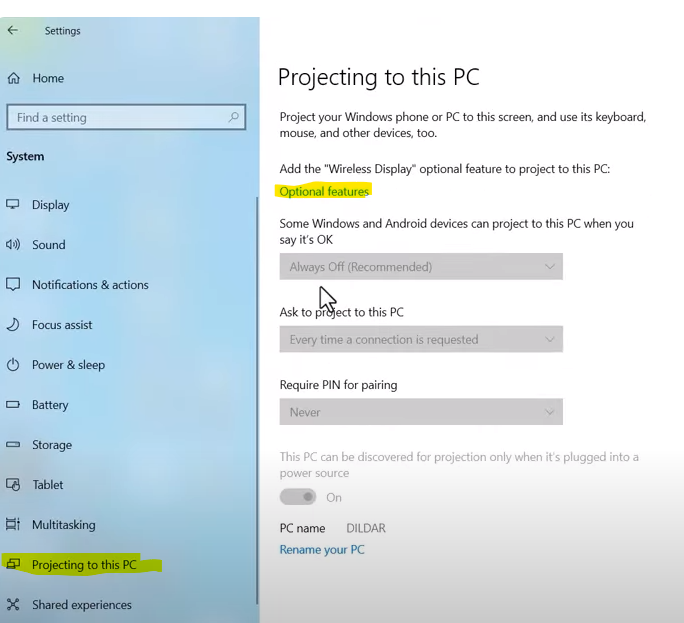 Settings
Home
Find a setting
System
Display
Sound
Notifications & actions
Focus assist
Power & sleep
Battery
Storage
Tablet
Multitasking
Projecting to this PC
Shared experiences
Projecting to this PC
Project your Windows phone or PC to this screen, and use its keyboard,
mouse, and other devices, too.
Add the "Wireless Display" optional feature to project to this PC:
Optional features
Some Windows and Android devices can project to this PC when you
say it's OK
Always Off (Recommended)
Ask to project to this PC
Every time a connection is requested
Require PIN for pairing
Never
This PC can be discovered for projection only when it's plugged into a
power source
On
PC name DILDAR
Rename your PC